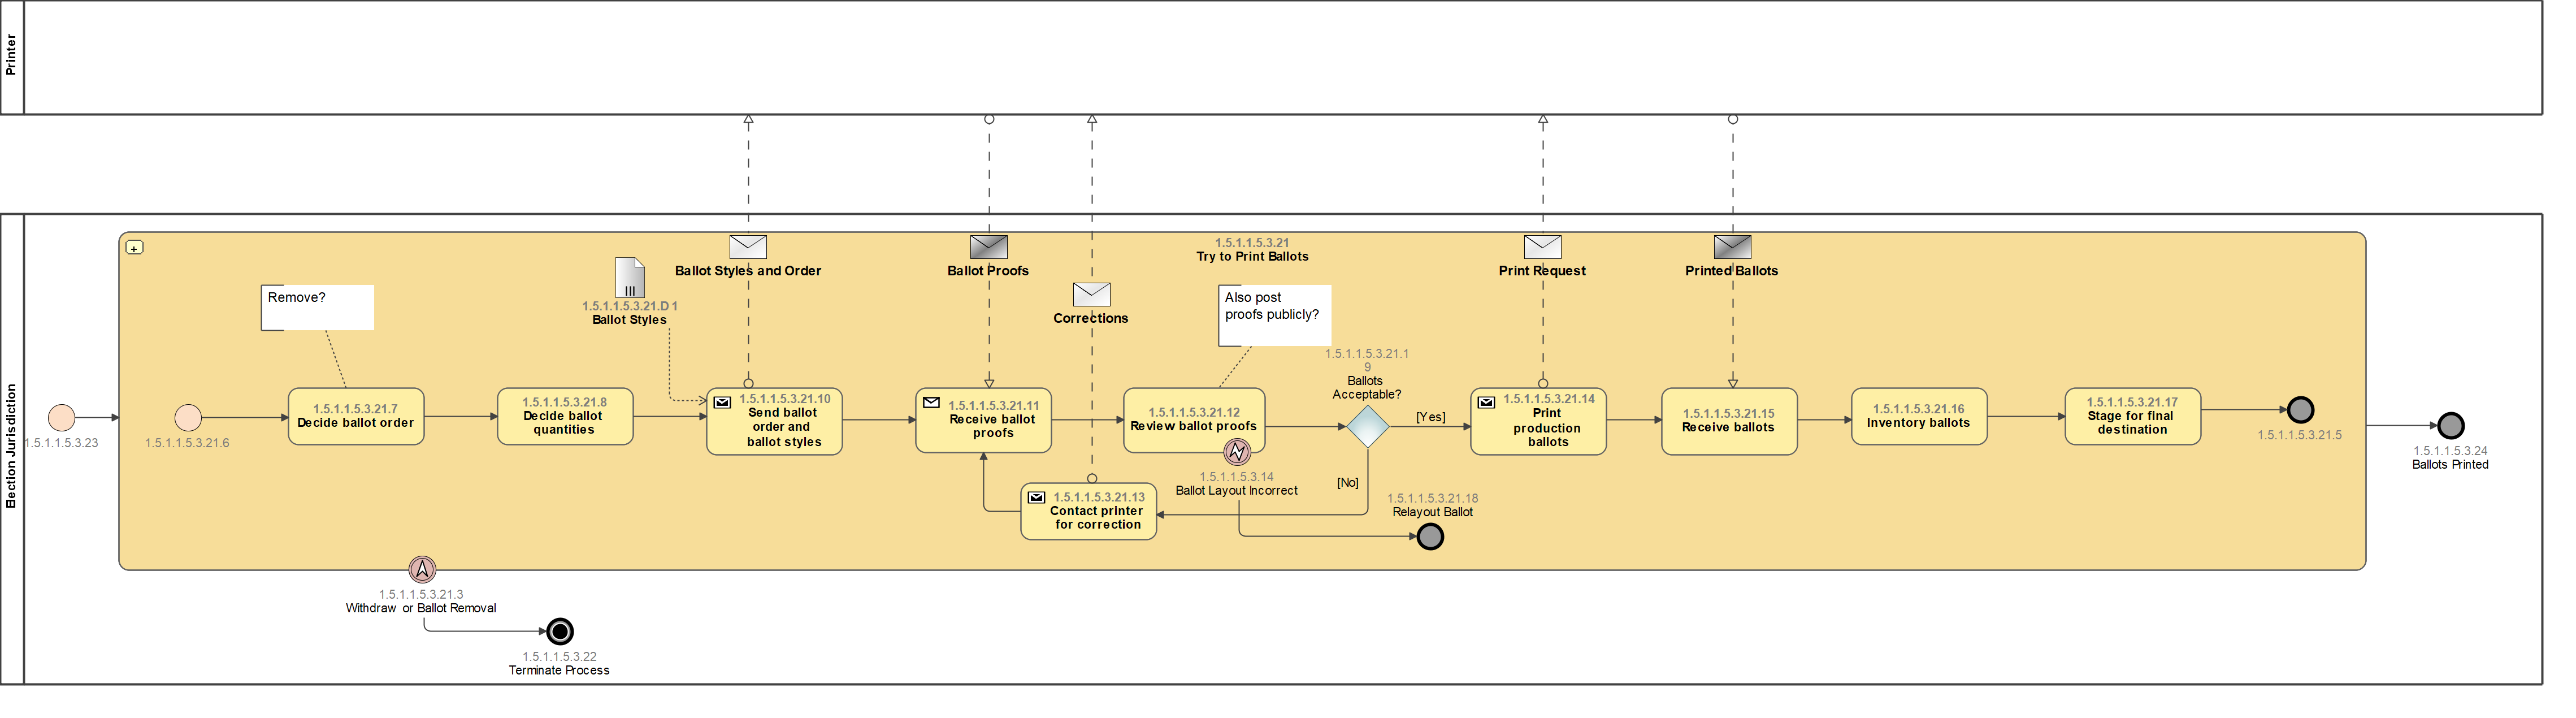 Printer
Election Jurisdiction
1.5.1.1.5.3.23
1.5.1.1.5.3.21
Try to Print Ballots
1.5.1.1.5.3.21.6
Remove?
1.5.1.1.5.3.21.7
Decide ballot order
1.5.1.1.5.3.21.8
Decide ballot
quantities
1.5.1.1.5.3.21.D 1
Ballot Styles
Ballot Styles and Order
1.5.1.1.5.3.21.10
Send ballot
order and
ballot styles
Ballot Proofs
1.5.1.1.5.3.21.11
Receive ballot
proofs
Corrections
1.5.1.1.5.3.21.13
Contact printer
for correction
Also post
proofs publicly?
1.5.1.1.5.3.21.12
Review ballot proofs
1.5.1.1.5.3.14
Ballot Layout Incorrect
1.5.1.1.5.3.21.1
9
Ballots
Acceptable?
[Yes]
[No]
1.5.1.1.5.3.21.18
Relayout Ballot
Print Request
1.5.1.1.5.3.21.14
Print
production
ballots
Printed Ballots
1.5.1.1.5.3.21.15
Receive ballots
1.5.1.1.5.3.21.16
Inventory ballots
1.5.1.1.5.3.21.17
Stage for final
destination
1.5.1.1.5.3.21.5
1.5.1.1.5.3.24
Ballots Printed
1.5.1.1.5.3.21.3
Withdraw or Ballot Removal
1.5.1.1.5.3.22
Terminate Process